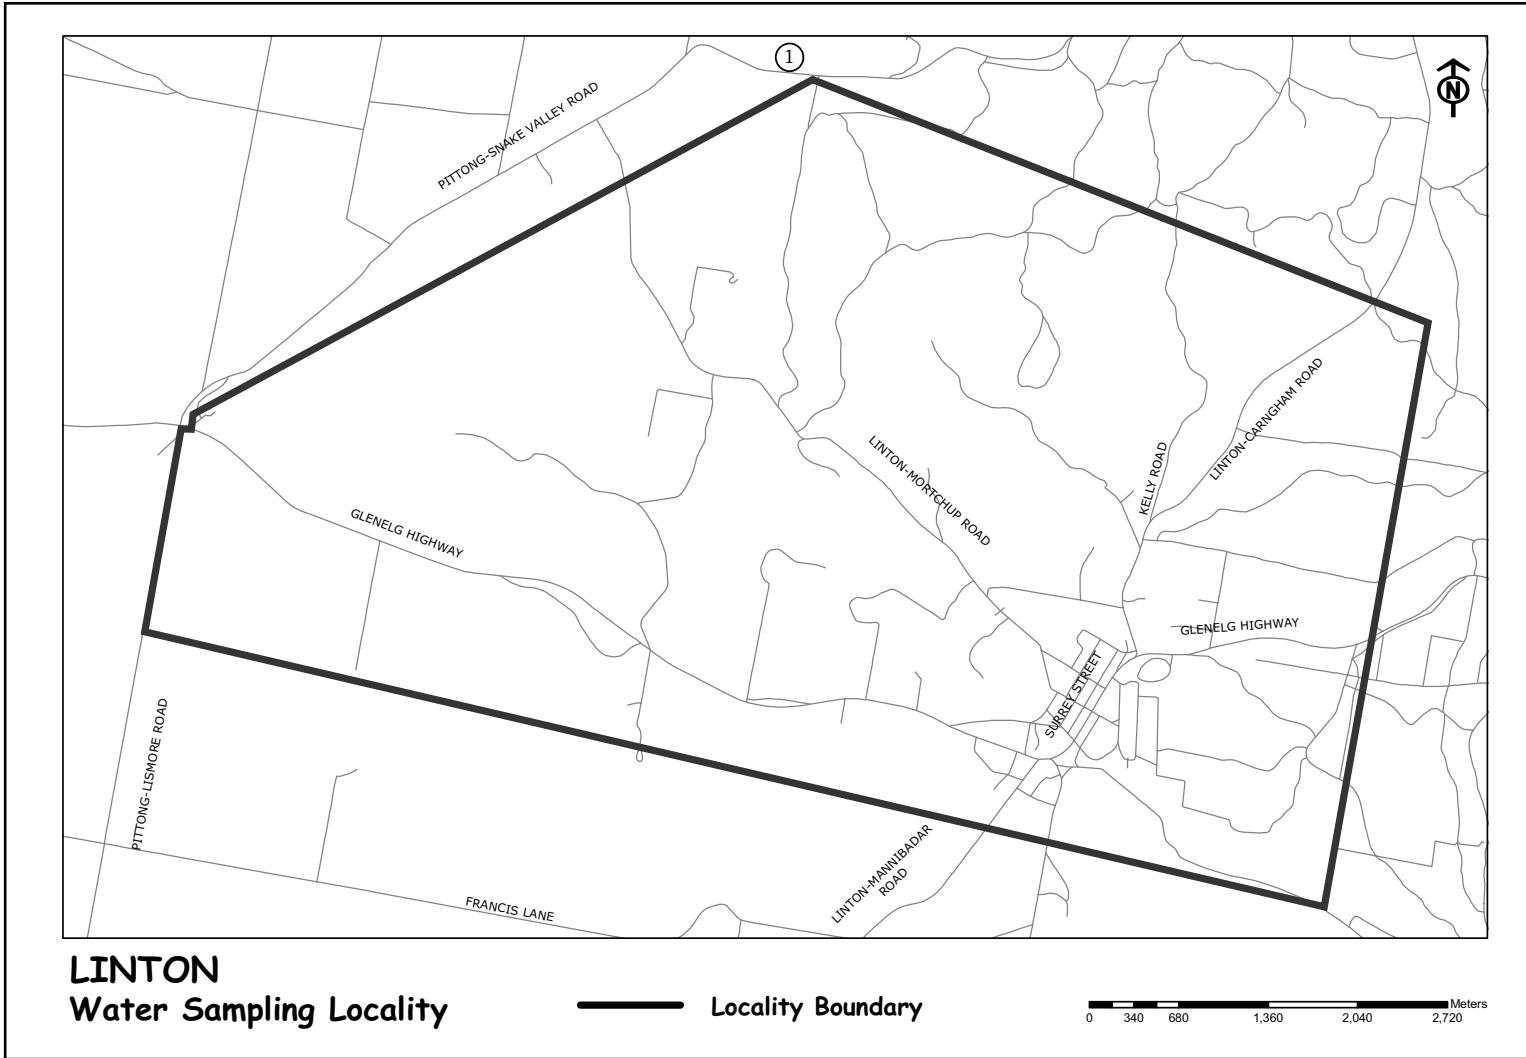 1
N
PITTONG-SNAKE VALLEY ROAD
LINTON-CARNGHAM ROAD
KELLY ROAD
LINTON-MORTCHUP ROAD
GLENELG HIGHWAY
GLENELG HIGHWAY
SURREY STREET
PITTONG-LISMORE ROAD
LINTON-MANNIBADAR
ROAD
FRANCIS LANE
LINTON
Water Sampling Locality
Locality Boundary
Meters
0 340 680 1,360 2,040 2,720